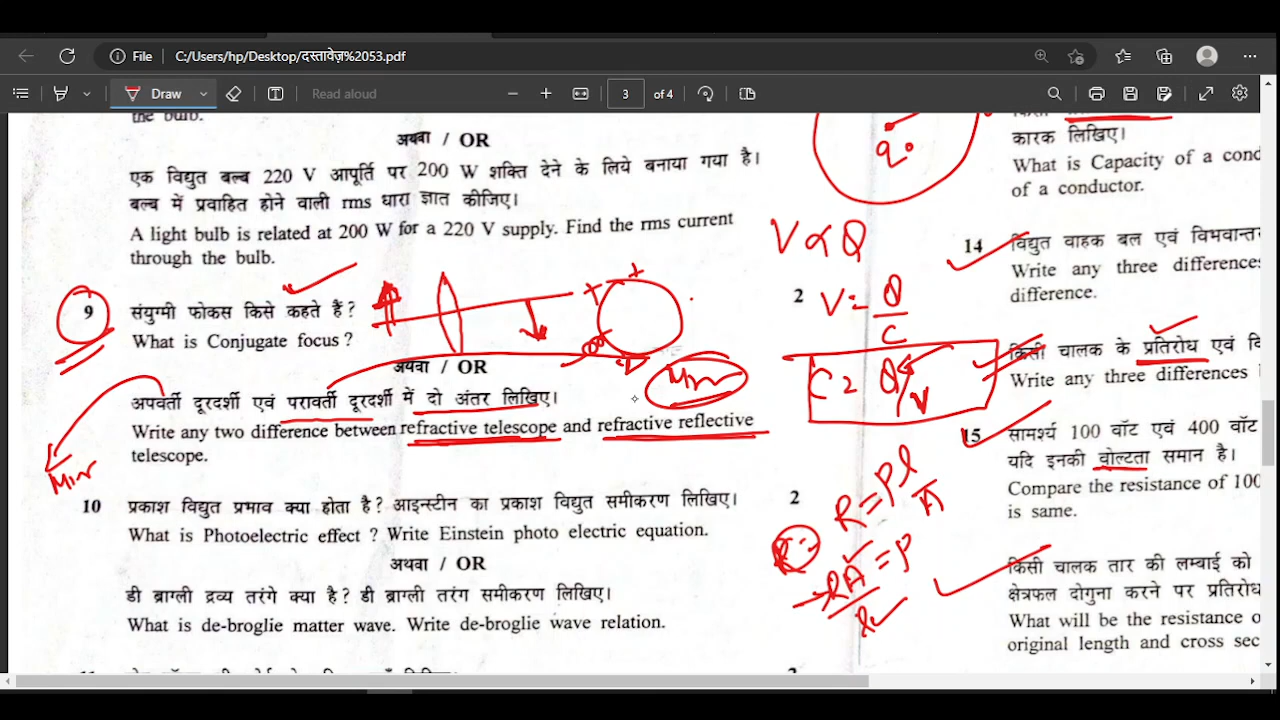 File
C:/Users/hp/Desktop/दस्तावेज़%2053.pdf
Draw
Read aloud
3 of 4
the bulb.
अथवा / OR
एक विद्युत बल्ब 220 V आपूर्ति पर 200 W शक्ति देने के लिये बनाया गया है।
बल्ब में प्रवाहित होने वाली rms धारा ज्ञात कीजिए।
A light bulb is related at 200 W for a 220 V supply. Find the rms current
through the bulb.
9 संयुग्मी फोकस किसे कहते हैं? 2
What is Conjugate focus ?
अथवा / OR
अपवर्ती दूरदर्शी एवं परावर्ती दूरदर्शी में दो अंतर लिखिए।
Write any two difference between refractive telescope and refractive reflective
telescope.
10 प्रकाश विद्युत प्रभाव क्या होता है? आइन्स्टीन का प्रकाश विद्युत समीकरण लिखिए। 2
What is Photoelectric effect ? Write Einstein photo electric equation.
अथवा / OR
डी ब्राग्ली द्रव्य तरंगे क्या है? डी ब्राग्ली तरंग समीकरण लिखिए।
What is de-broglie matter wave. Write de-broglie wave relation.
q
V ∝ Q
V = Q/C
C = Q/V
R = ρl/A
RA/l = ρ
कारक लिखिए।
What is Capacity of a cond
of a conductor.
14 विद्युत वाहक बल एवं विभवान्तर
Write any three differences
difference.
किसी चालक के प्रतिरोध एवं वि
Write any three differences
15 सामर्थ्य 100 वॉट एवं 400 वॉट
यदि इनकी वोल्टता समान है।
Compare the resistance of 100
is same.
किसी चालक तार की लम्बाई को
क्षेत्रफल दोगुना करने पर प्रतिरोध
What will be the resistance o
original length and cross sec